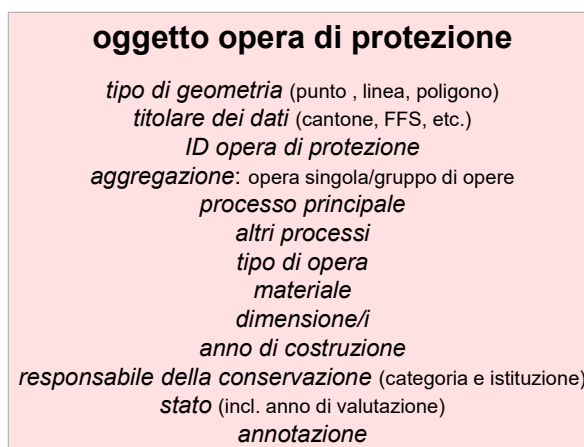 oggetto opera di protezione
tipo di geometria (punto , linea, poligono)
titolare dei dati (cantone, FFS, etc.)
ID opera di protezione
aggregazione: opera singola/gruppo di opere
processo principale
altri processi
tipo di opera
materiale
dimensione/i
anno di costruzione
responsabile della conservazione (categoria e istituzione)
stato (incl. anno di valutazione)
annotazione